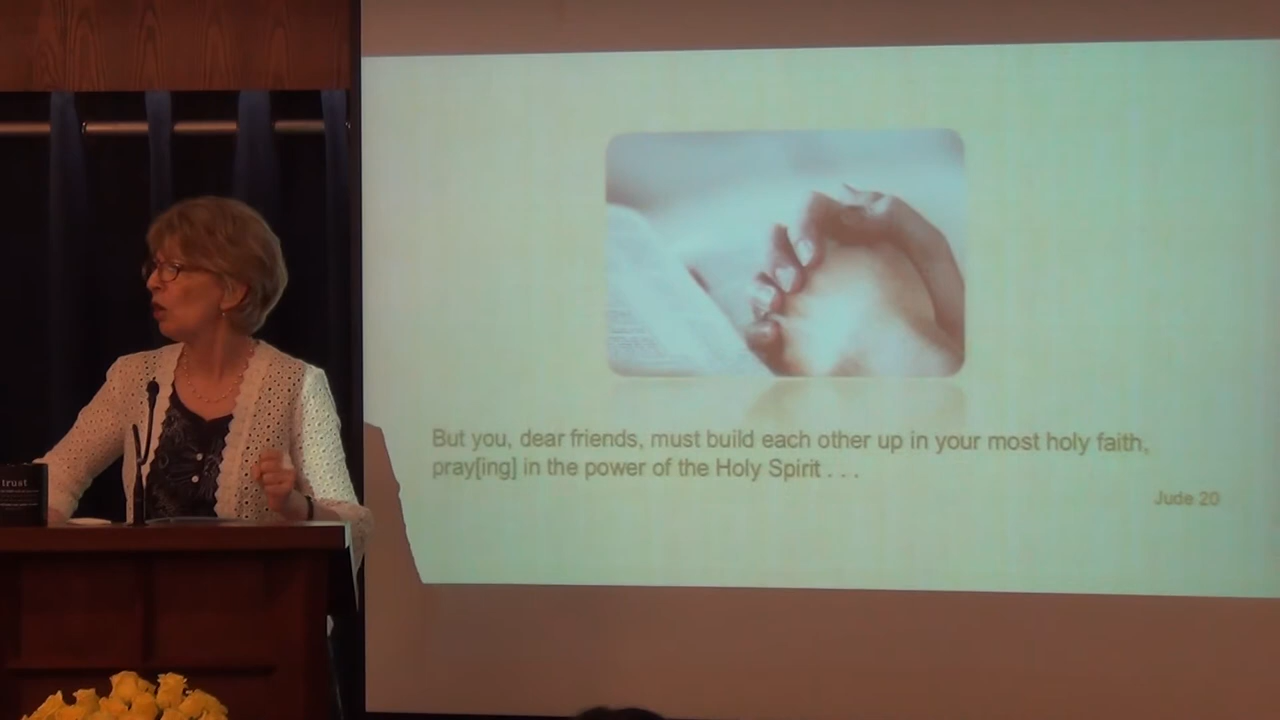 trust
But you, dear friends, must build each other up in your most holy faith,
pray[ing] in the power of the Holy Spirit . . .
Jude 20